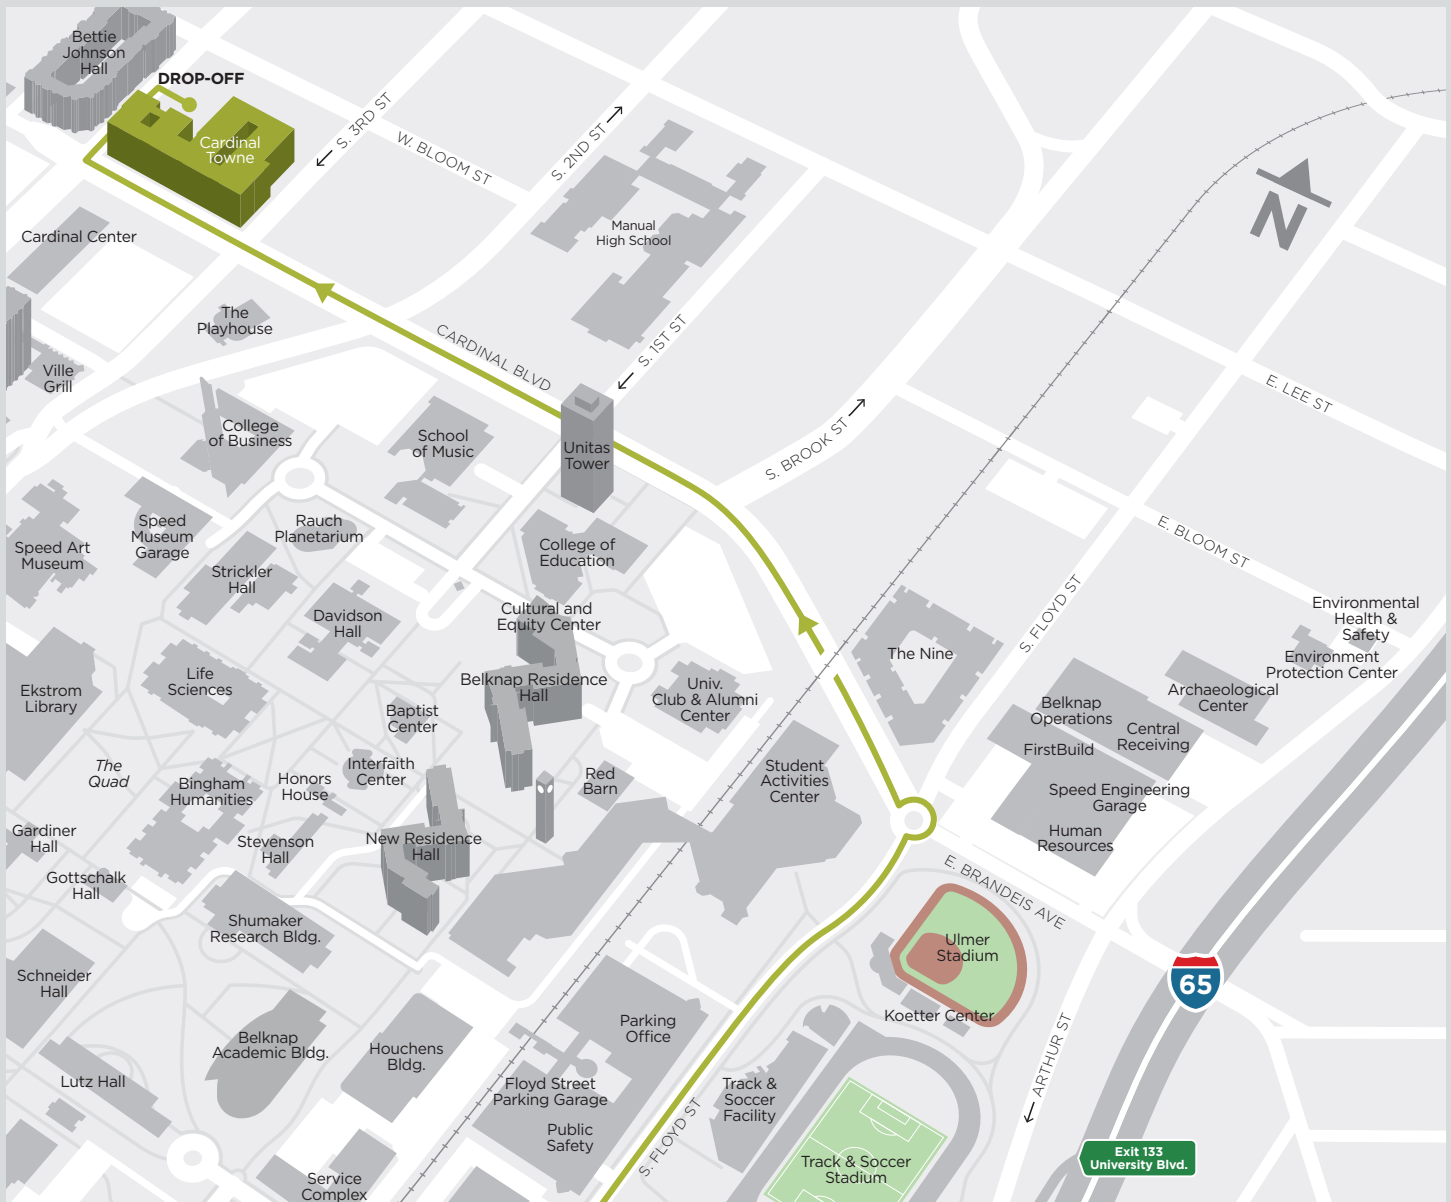 Bettie
Johnson
Hall
DROP-OFF
Cardinal
Towne
S. 3RD ST
W. BLOOM ST
S. 2ND ST
Manual
High School
N
Cardinal Center
The
Playhouse
CARDINAL BLVD
S. 1ST ST
Ville
Grill
E. LEE ST
College
of Business
School
of Music
Unitas
Tower
S. BROOK ST
Speed Art
Museum
Speed
Museum
Garage
Rauch
Planetarium
College of
Education
E. BLOOM ST
Strickler
Hall
Davidson
Hall
Cultural and
Equity Center
S. FLOYD ST
Environmental
Health &
Safety
Environment
Protection Center
The Nine
Ekstrom
Library
Life
Sciences
Belknap Residence
Hall
Univ.
Club & Alumni
Center
Archaeological
Center
Baptist
Center
Belknap
Operations
Central
Receiving
FirstBuild
The
Quad
Bingham
Humanities
Honors
House
Interfaith
Center
Red
Barn
Student
Activities
Center
Speed Engineering
Garage
Human
Resources
Gardiner
Hall
Stevenson
Hall
New Residence
Hall
Gottschalk
Hall
E. BRANDEIS AVE
Shumaker
Research Bldg.
Ulmer
Stadium
65
Schneider
Hall
Koetter Center
Parking
Office
Belknap
Academic Bldg.
Houchens
Bldg.
ARTHUR ST
Lutz Hall
Floyd Street
Parking Garage
Public
Safety
Track &
Soccer
Facility
S. FLOYD ST
Track & Soccer
Stadium
Exit 133
University Blvd.
Service
Complex